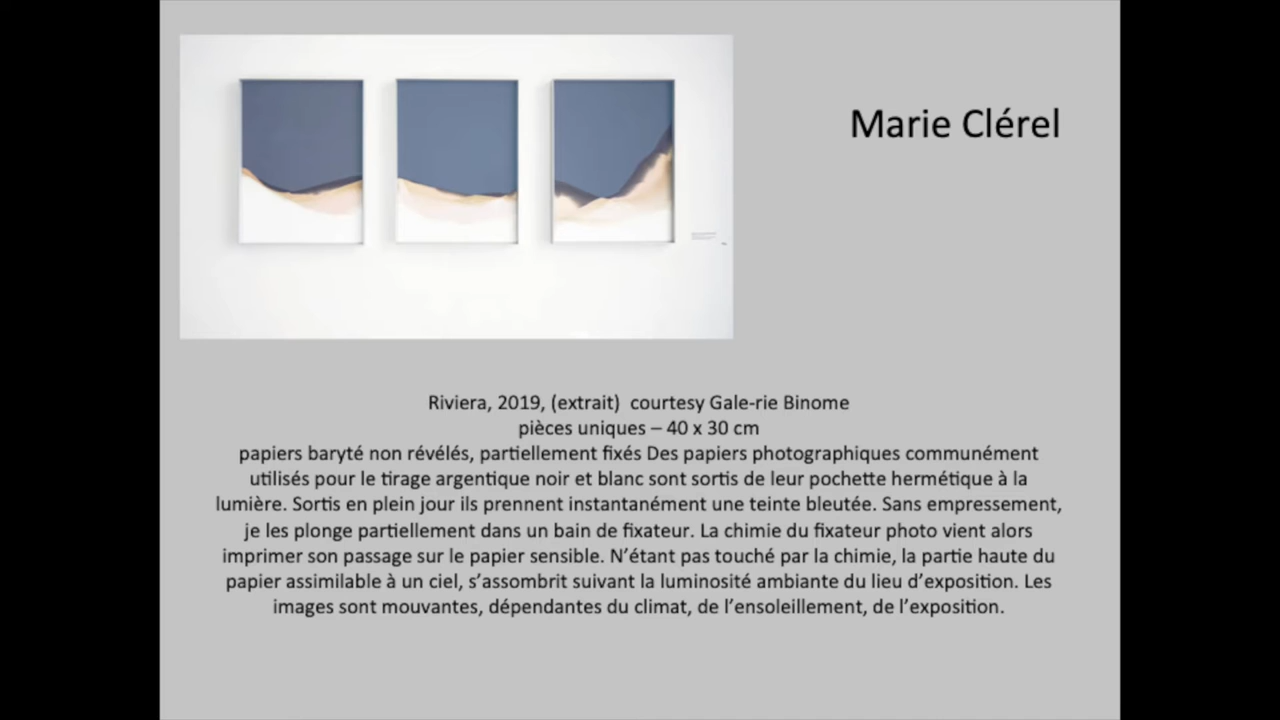 Marie Clérel
Riviera, 2019, (extrait)  courtesy Gale-rie Binome
pièces uniques – 40 x 30 cm
papiers baryté non révélés, partiellement fixés Des papiers photographiques communément
utilisés pour le tirage argentique noir et blanc sont sortis de leur pochette hermétique à la
lumière. Sortis en plein jour ils prennent instantanément une teinte bleutée. Sans empressement,
je les plonge partiellement dans un bain de fixateur. La chimie du fixateur photo vient alors
imprimer son passage sur le papier sensible. N’étant pas touché par la chimie, la partie haute du
papier assimilable à un ciel, s’assombrit suivant la luminosité ambiante du lieu d’exposition. Les
images sont mouvantes, dépendantes du climat, de l’ensoleillement, de l’exposition.